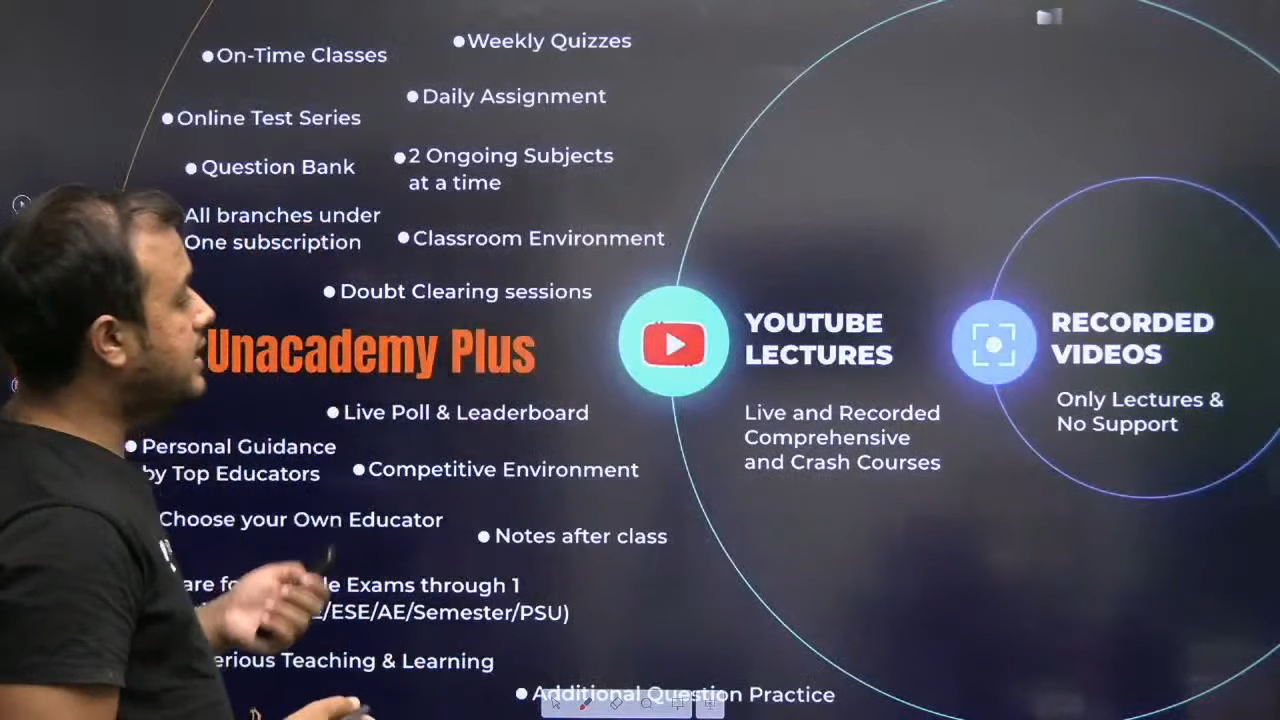 On-Time Classes
Weekly Quizzes
Daily Assignment
Online Test Series
Question Bank
2 Ongoing Subjects
at a time
All branches under
One subscription
Classroom Environment
Doubt Clearing sessions
Unacademy Plus
YOUTUBE
LECTURES
Live and Recorded
Comprehensive
and Crash Courses
RECORDED
VIDEOS
Only Lectures &
No Support
Live Poll & Leaderboard
Personal Guidance
by Top Educators
Competitive Environment
Choose your Own Educator
Notes after class
Exams through 1
/ESE/AE/Semester/PSU)
Teaching & Learning
Additional Question Practice